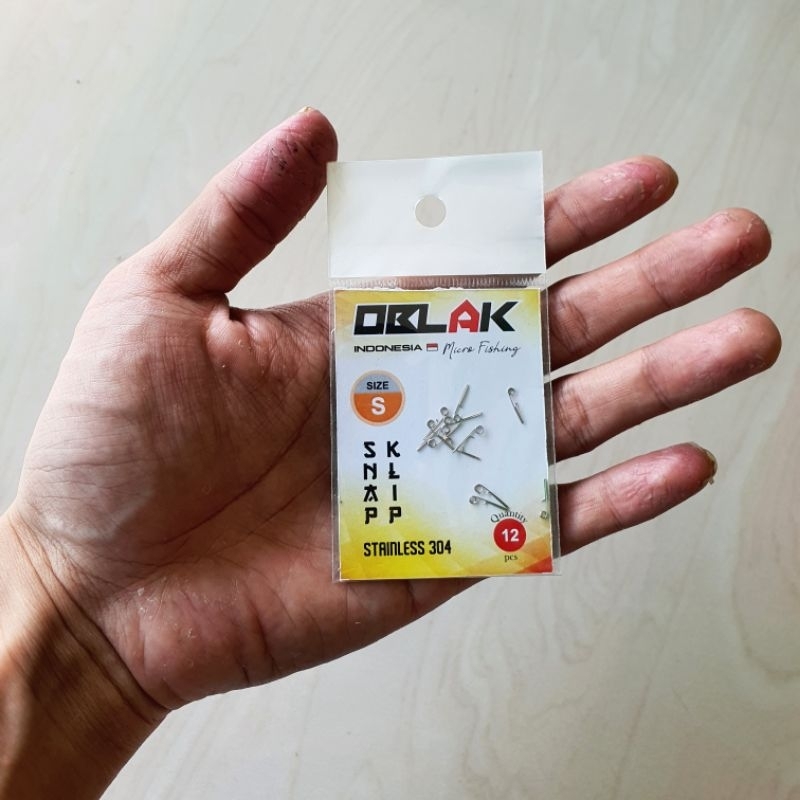 OBLAK
INDONESIA Micro Fishing
SIZE
S
SNAP
KLIP
STAINLESS 304
Quantity
12
pcs